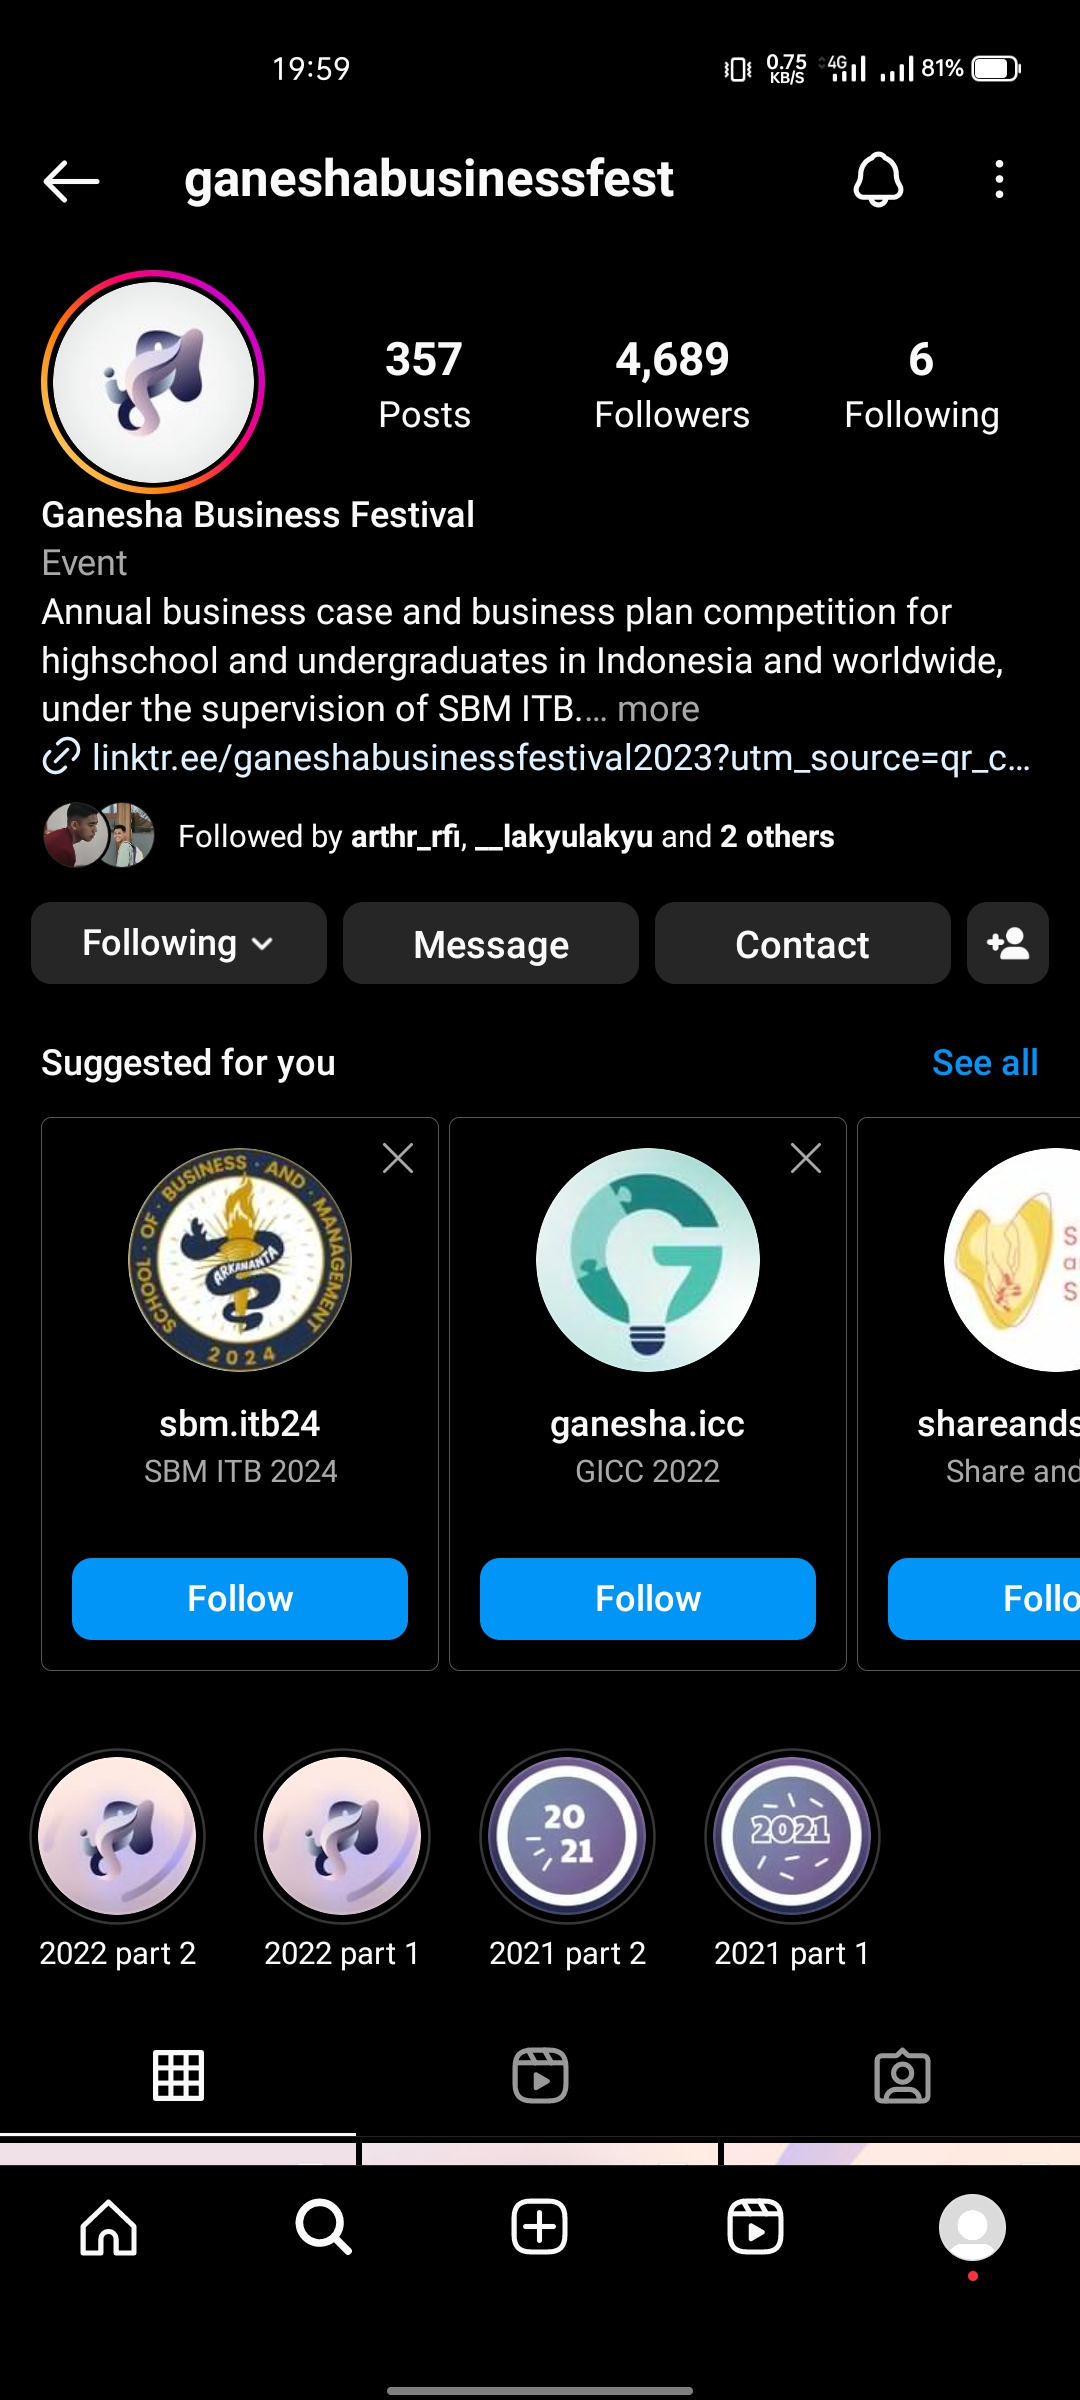 19:59
0.75
KB/S
4G
81%
ganeshabusinessfest
357
4,689
6
Posts
Followers
Following
Ganesha Business Festival
Event
Annual business case and business plan competition for
highschool and undergraduates in Indonesia and worldwide,
under the supervision of SBM ITB.... more
linktr.ee/ganeshabusinessfestival2023?utm_source=qr_c...
Followed by arthr_rfi, __lakyulakyu and 2 others
Following
Message
Contact
Suggested for you
See all
SCHOOL · OF · BUSINESS · AND · MANAGEMENT
ARKANANTA
2024
S
a
S
sbm.itb24
ganesha.icc
shareands
SBM ITB 2024
GICC 2022
Share and
Follow
Follow
Follo
20
21
2021
2022 part 2
2022 part 1
2021 part 2
2021 part 1